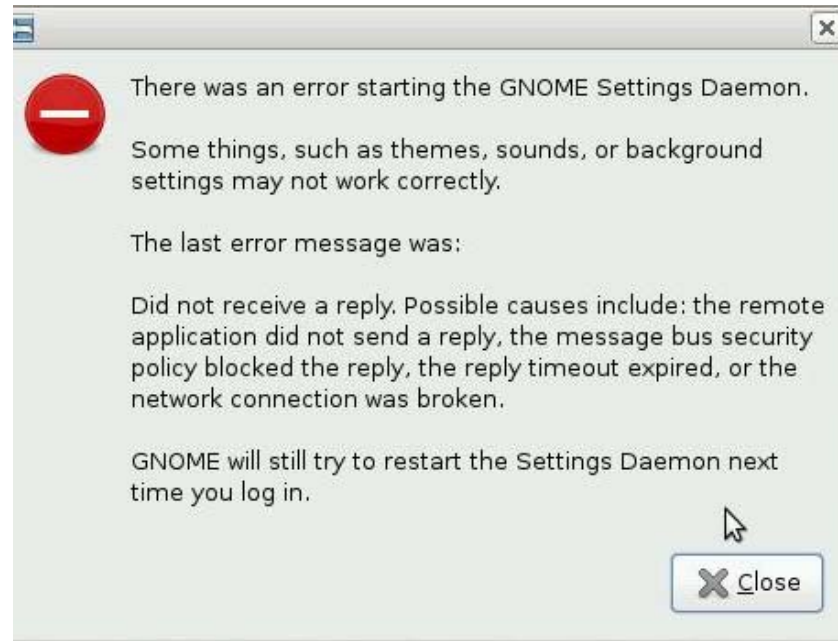 There was an error starting the GNOME Settings Daemon.
Some things, such as themes, sounds, or background
settings may not work correctly.
The last error message was:
Did not receive a reply. Possible causes include: the remote
application did not send a reply, the message bus security
policy blocked the reply, the reply timeout expired, or the
network connection was broken.
GNOME will still try to restart the Settings Daemon next
time you log in.
Close